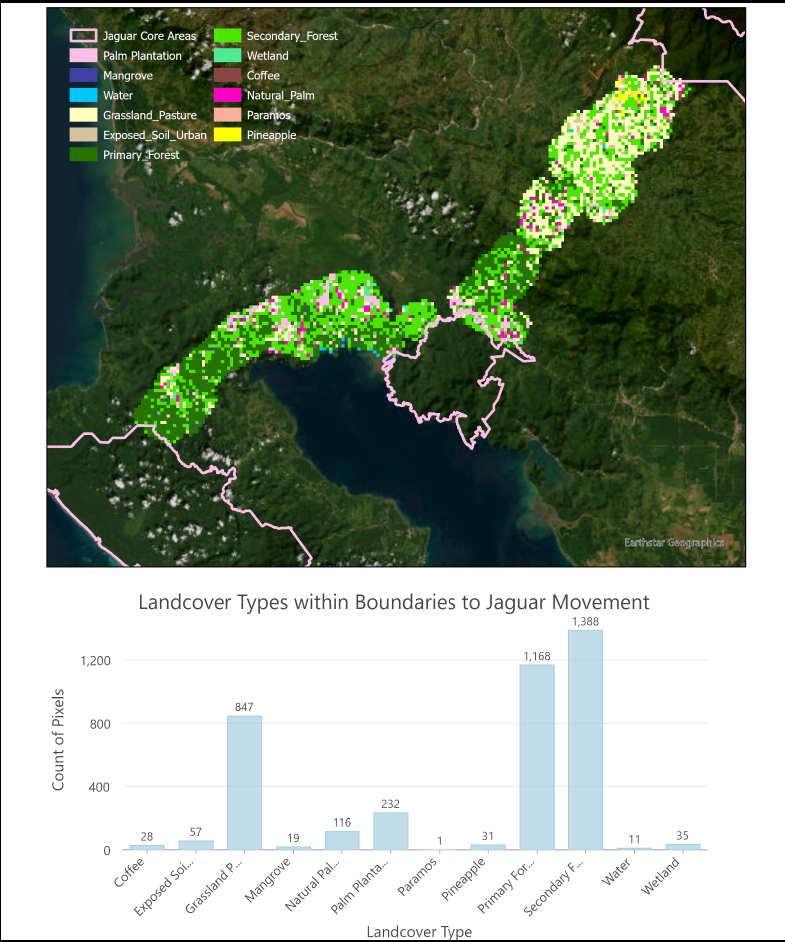 Jaguar Core Areas
Palm Plantation
Mangrove
Water
Grassland_Pasture
Exposed_Soil_Urban
Primary_Forest
Secondary_Forest
Wetland
Coffee
Natural_Palm
Paramos
Pineapple
Earthstar Geographics
Landcover Types within Boundaries to Jaguar Movement
Count of Pixels
1,200
800
400
0
28
57
847
19
116
232
1
31
1,168
1,388
11
35
Coffee
Exposed Soi...
Grassland P...
Mangrove
Natural Pal...
Palm Planta...
Paramos
Pineapple
Primary For...
Secondary F...
Water
Wetland
Landcover Type